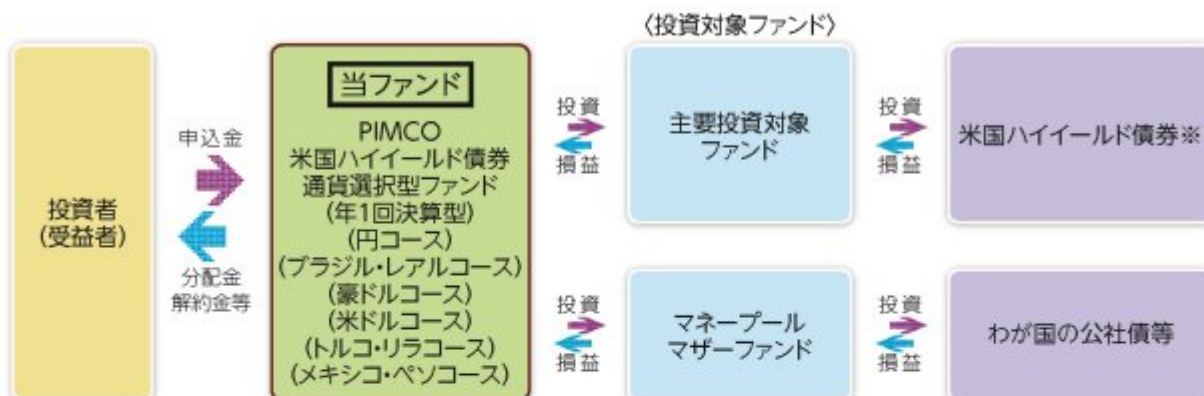 〈投資対象ファンド〉
投資者
(受益者)
申込金
分配金
解約金等
当ファンド
PIMCO
米国ハイイールド債券
通貨選択型ファンド
(年1回決算型)
(円コース)
(ブラジル・レアルコース)
(豪ドルコース)
(米ドルコース)
(トルコ・リラコース)
(メキシコ・ペソコース)
投資
損益
主要投資対象
ファンド
投資
損益
米国ハイイールド債券※
投資
損益
マネープール
マザーファンド
投資
損益
わが国の公社債等